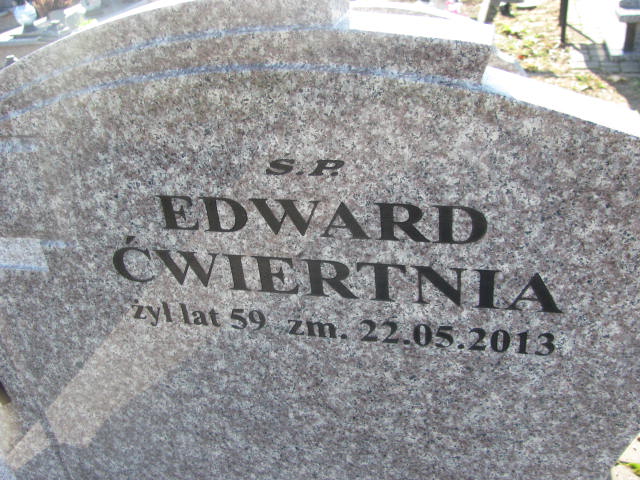 Ś.P.
EDWARD
ĆWIERTNIA
żył lat 59 zm. 22.05.2013